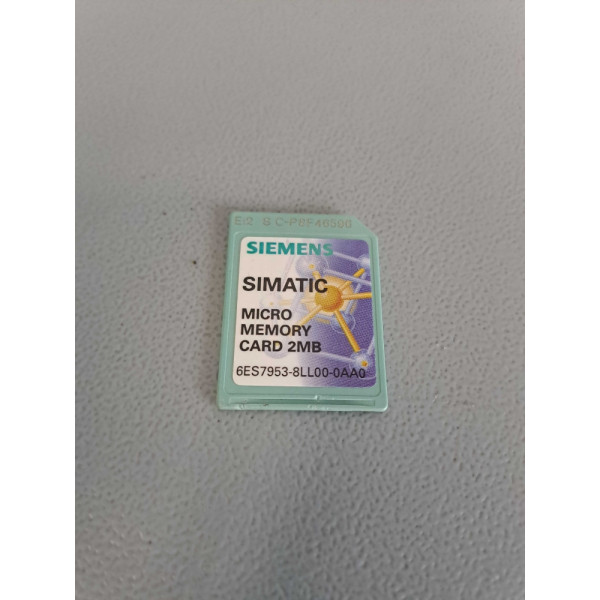 SIEMENS
SIMATIC
MICRO
MEMORY
CARD 2MB
6ES7953-8LL00-0AA0